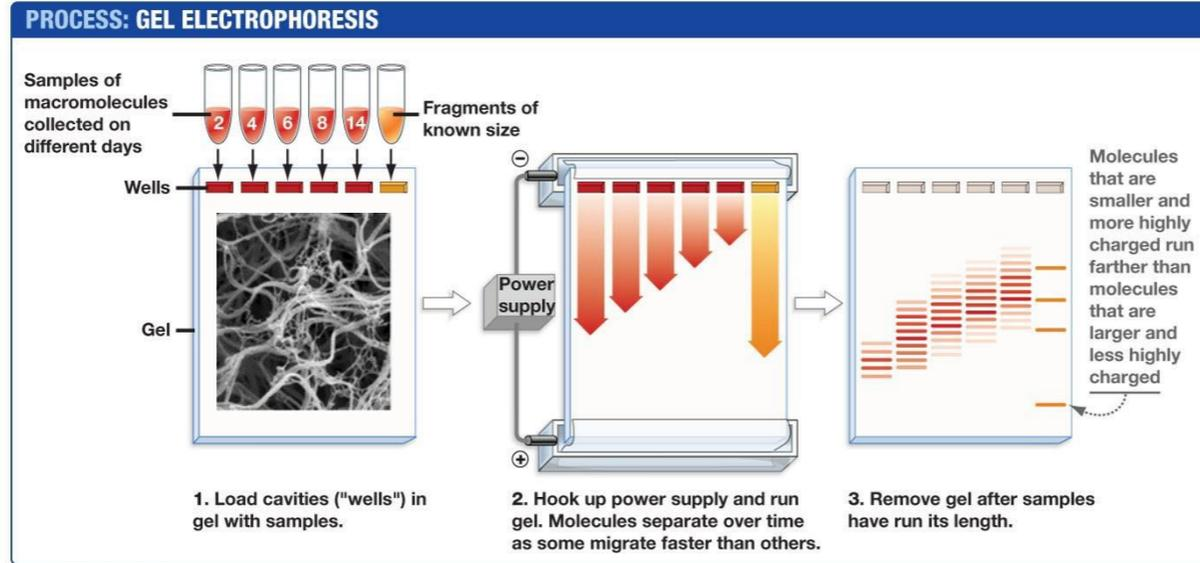 PROCESS: GEL ELECTROPHORESIS
Samples of
macromolecules
collected on
different days
2 4 6 8 14
Fragments of
known size
Wells
Gel
−
Power
supply
+
Molecules
that are
smaller and
more highly
charged run
farther than
molecules
that are
larger and
less highly
charged
1. Load cavities ("wells") in
gel with samples.
2. Hook up power supply and run
gel. Molecules separate over time
as some migrate faster than others.
3. Remove gel after samples
have run its length.